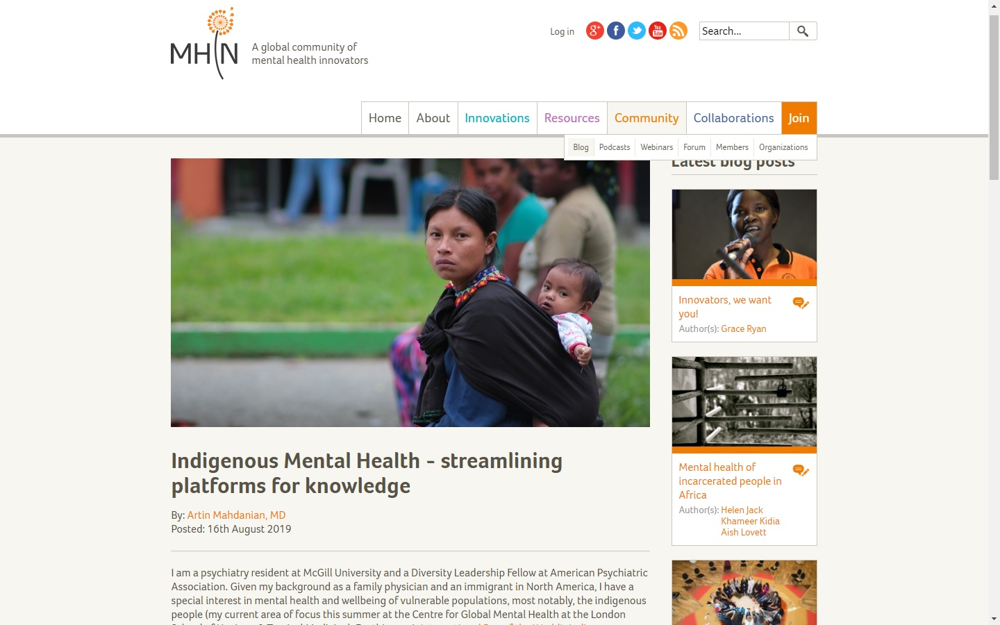 MHIN
A global community of
mental health innovators
Log in
Search...
Home About Innovations Resources Community Collaborations Join
Blog Podcasts Webinars Forum Members Organizations
Latest blog posts
Innovators, we want
you!
Author(s): Grace Ryan
Mental health of
incarcerated people in
Africa
Author(s): Helen Jack
Khameer Kidia
Aish Lovett
Indigenous Mental Health - streamlining
platforms for knowledge
By: Artin Mahdanian, MD
Posted: 16th August 2019
I am a psychiatry resident at McGill University and a Diversity Leadership Fellow at American Psychiatric
Association. Given my background as a family physician and an immigrant in North America, I have a
special interest in mental health and wellbeing of vulnerable populations, most notably, the indigenous
people (my current area of focus this summer at the Centre for Global Mental Health at the London